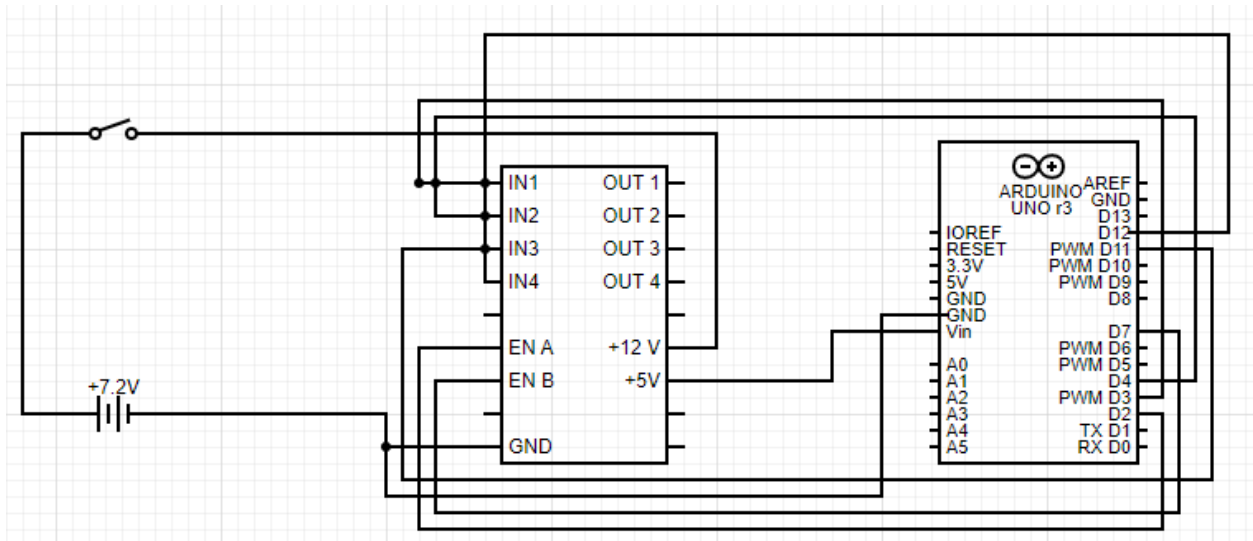 +7.2V
IN1
IN2
IN3
IN4
EN A
EN B
GND
OUT 1
OUT 2
OUT 3
OUT 4
+12 V
+5V
ARDUINO
UNO r3
IOREF
RESET
3.3V
5V
GND
GND
Vin
A0
A1
A2
A3
A4
A5
AREF
GND
D13
D12
PWM D11
PWM D10
PWM D9
D8
D7
PWM D6
PWM D5
D4
PWM D3
D2
TX D1
RX D0